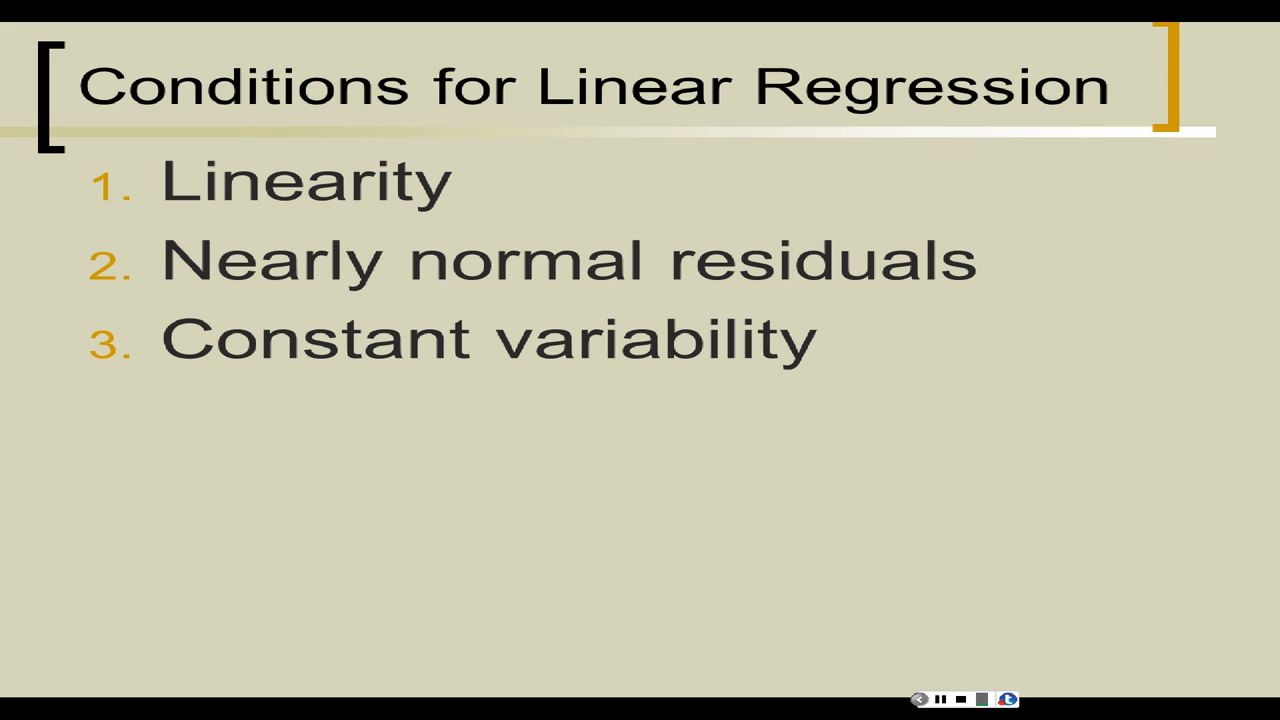 Conditions for Linear Regression
1. Linearity
2. Nearly normal residuals
3. Constant variability